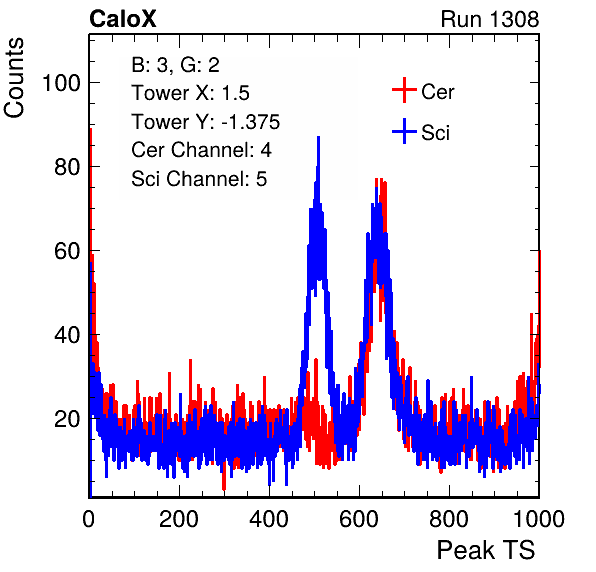 CaloX Run 1308
Counts
B: 3, G: 2
Tower X: 1.5
Tower Y: -1.375
Cer Channel: 4
Sci Channel: 5
Cer
Sci
100
80
60
40
20
0 200 400 600 800 1000
Peak TS